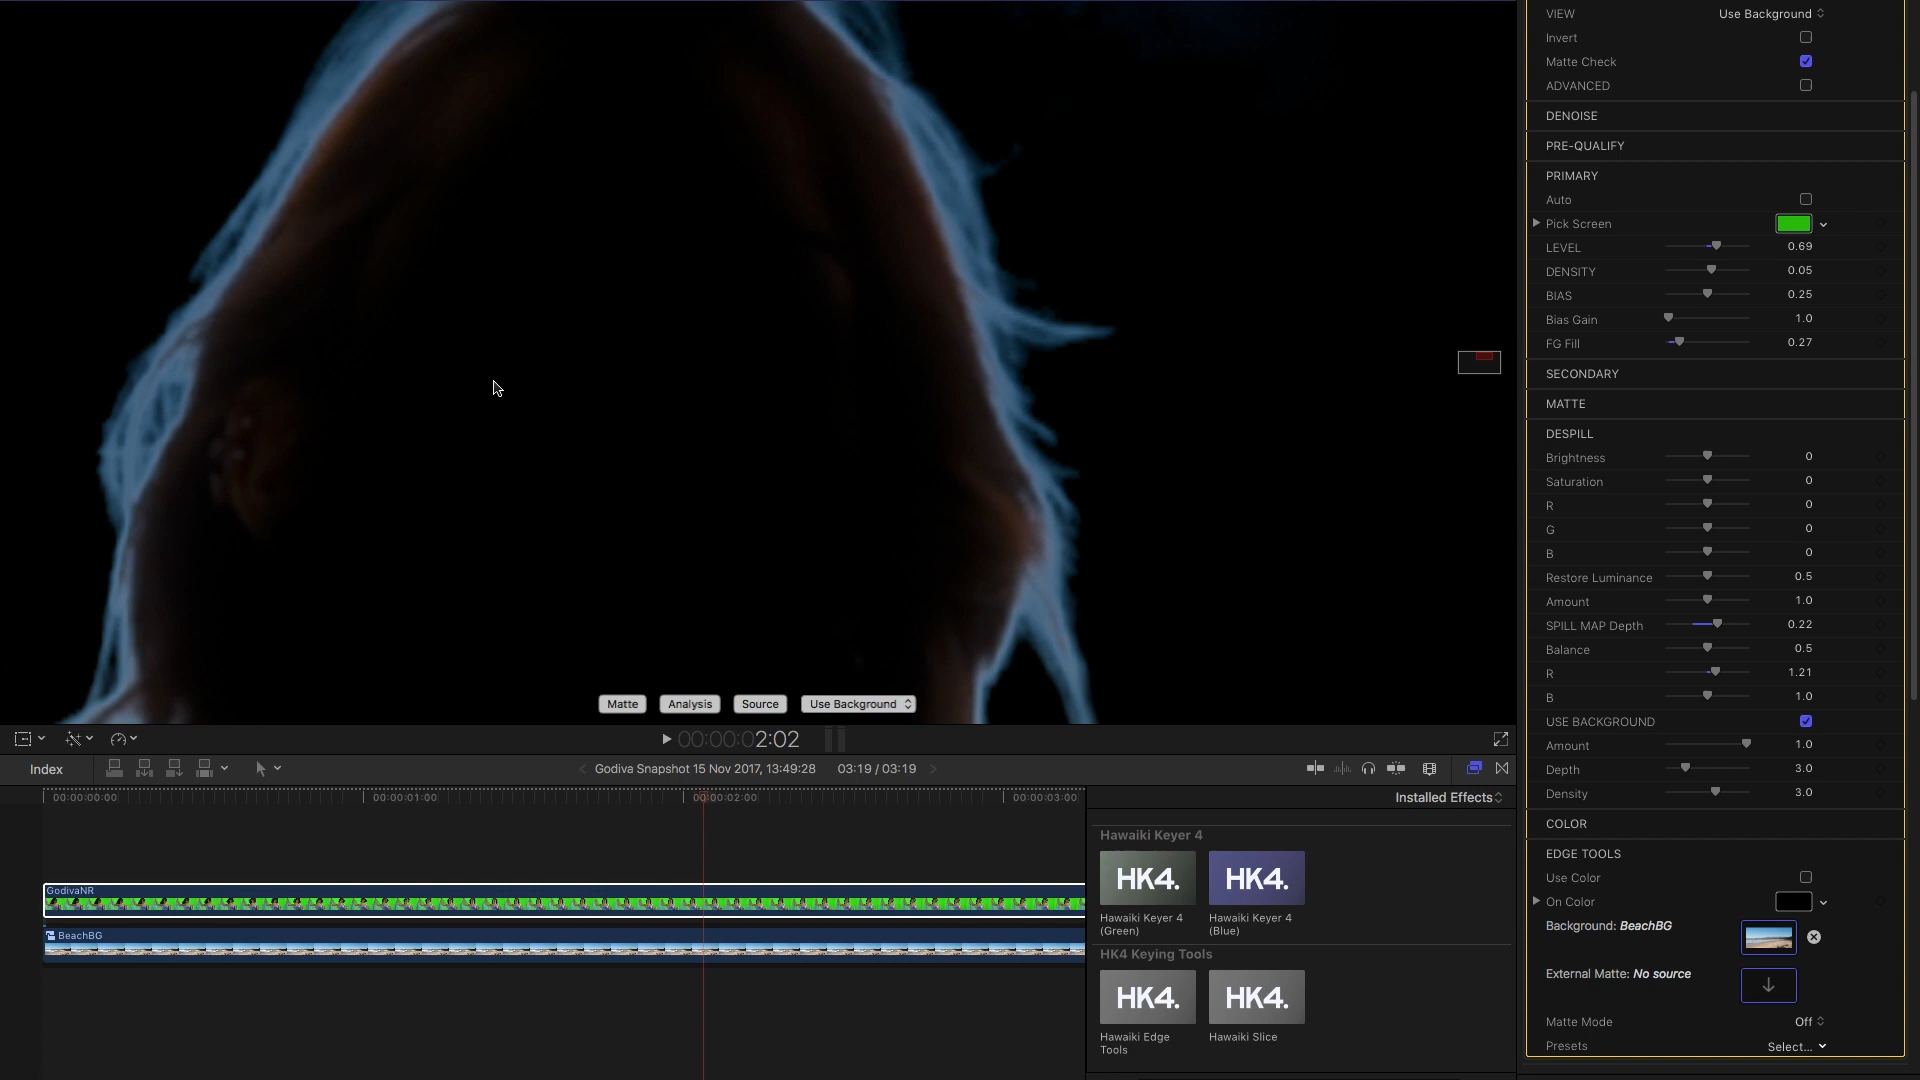 VIEW Use Background
Invert
Matte Check
ADVANCED
DENOISE
PRE-QUALIFY
PRIMARY
Auto
Pick Screen
LEVEL 0.69
DENSITY 0.05
BIAS 0.25
Bias Gain 1.0
FG Fill 0.27
SECONDARY
MATTE
DESPILL
Brightness 0
Saturation 0
R 0
G 0
B 0
Restore Luminance 0.5
Amount 1.0
SPILL MAP Depth 0.22
Balance 0.5
R 1.21
B 1.0
USE BACKGROUND
Amount 1.0
Depth 3.0
Density 3.0
COLOR
EDGE TOOLS
Use Color
On Color
Background: BeachBG
External Matte: No source
Matte Mode Off
Presets Select...
Matte Analysis Source Use Background
00:00:02:02
Index
Godiva Snapshot 15 Nov 2017, 13:49:28 03:19 / 03:19
00:00:00:00 00:00:01:00 00:00:02:00 00:00:03:00
GodivaNR
BeachBG
Installed Effects
Hawaiki Keyer 4
HK4. HK4.
Hawaiki Keyer 4 (Green)
Hawaiki Keyer 4 (Blue)
HK4 Keying Tools
HK4. HK4.
Hawaiki Edge Tools
Hawaiki Slice